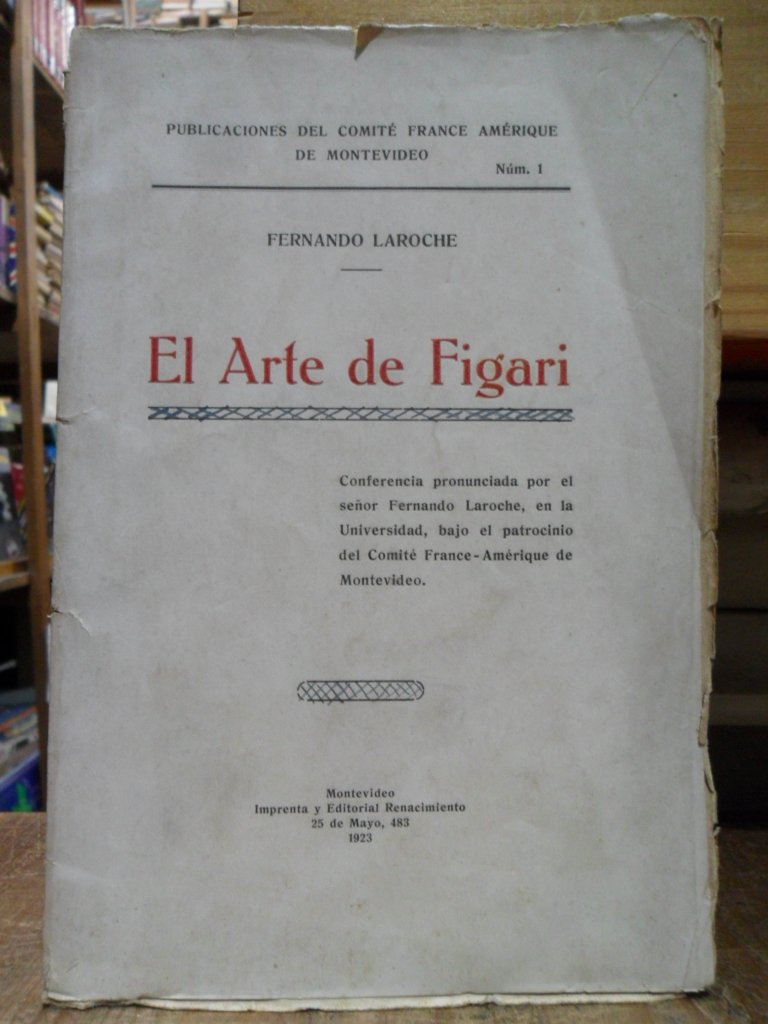 PUBLICACIONES DEL COMITÉ FRANCE AMÉRIQUE
DE MONTEVIDEO
Núm. 1
FERNANDO LAROCHE
El Arte de Figari
Conferencia pronunciada por el
señor Fernando Laroche, en la
Universidad, bajo el patrocinio
del Comité France-Amérique de
Montevideo.
Montevideo
Imprenta y Editorial Renacimiento
25 de Mayo, 483
1923